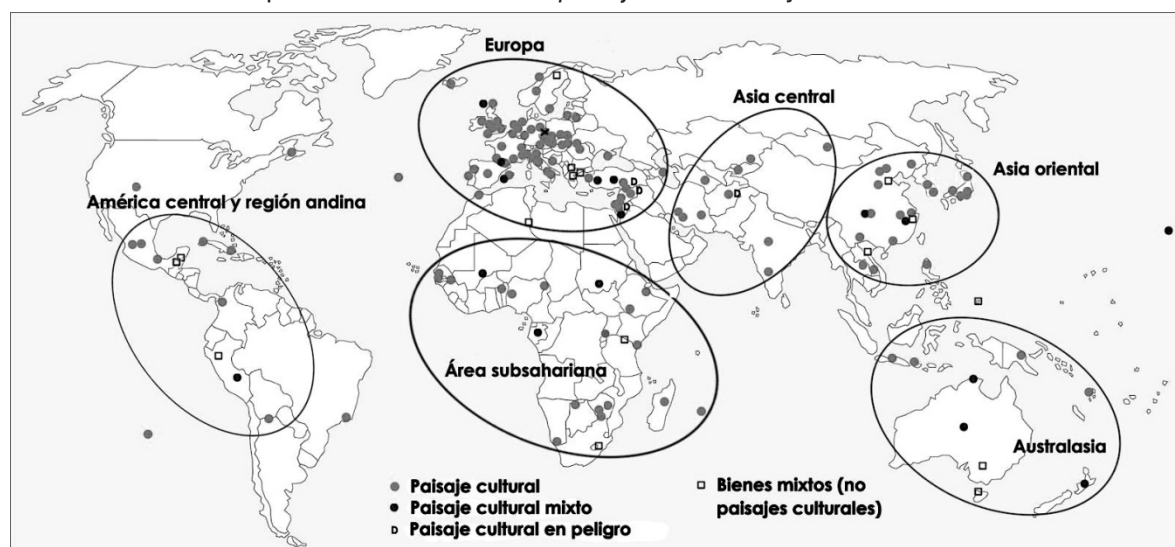 Europa
Asia central
Asia oriental
América central y región andina
Área subsahariana
Australasia
Paisaje cultural
Paisaje cultural mixto
D Paisaje cultural en peligro
Bienes mixtos (no
paisajes culturales)